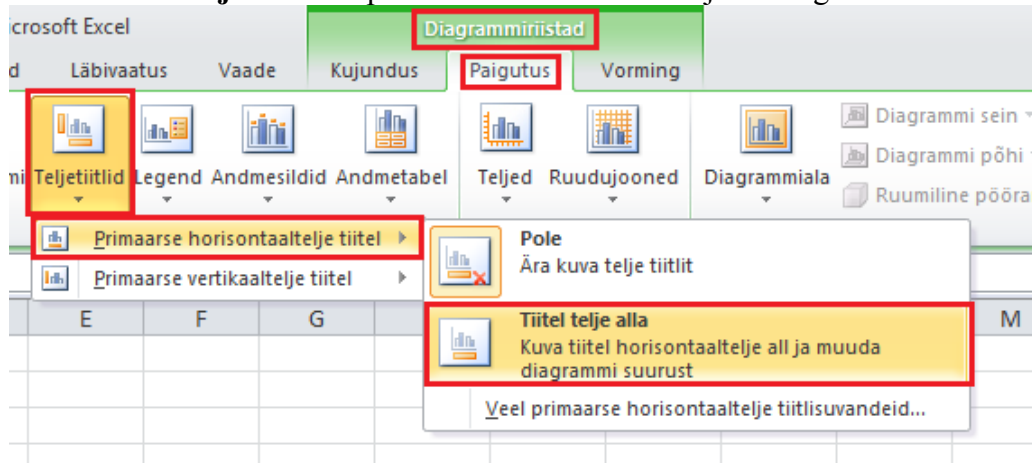 crosoft Excel
Diagrammiriistad
d Läbivaatus Vaade Kujundus Paigutus Vorming
Teljetiitlid Legend Andmesildid Andmetabel Teljed Ruudujooned Diagrammiala
Diagrammi sein
Diagrammi põhi
Ruumiline pööra
Primaarse horisontaaltelje tiitel
Primaarse vertikaaltelje tiitel
Pole
Ära kuva telje tiitlit
Tiitel telje alla
Kuva tiitel horisontaaltelje all ja muuda
diagrammi suurust
Veel primaarse horisontaaltelje tiitlisuvandeid...
E F G M